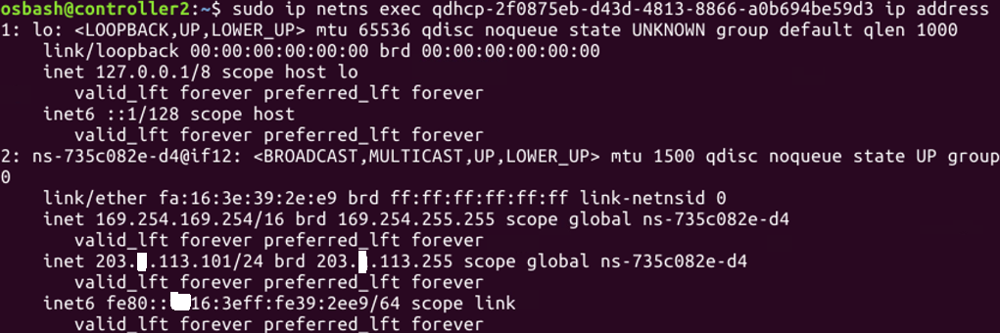 osbash@controller2:~$ sudo ip netns exec qdhcp-2f0875eb-d43d-4813-8866-a0b694be59d3 ip address
1: lo: <LOOPBACK,UP,LOWER_UP> mtu 65536 qdisc noqueue state UNKNOWN group default qlen 1000
link/loopback 00:00:00:00:00:00 brd 00:00:00:00:00:00
inet 127.0.0.1/8 scope host lo
valid_lft forever preferred_lft forever
inet6 ::1/128 scope host
valid_lft forever preferred_lft forever
2: ns-735c082e-d4@if12: <BROADCAST,MULTICAST,UP,LOWER_UP> mtu 1500 qdisc noqueue state UP group
0
link/ether fa:16:3e:39:2e:e9 brd ff:ff:ff:ff:ff:ff link-netnsid 0
inet 169.254.169.254/16 brd 169.254.255.255 scope global ns-735c082e-d4
valid_lft forever preferred_lft forever
inet 203. .113.101/24 brd 203. .113.255 scope global ns-735c082e-d4
valid_lft forever preferred_lft forever
inet6 fe80:: 16:3eff:fe39:2ee9/64 scope link
valid_lft forever preferred_lft forever